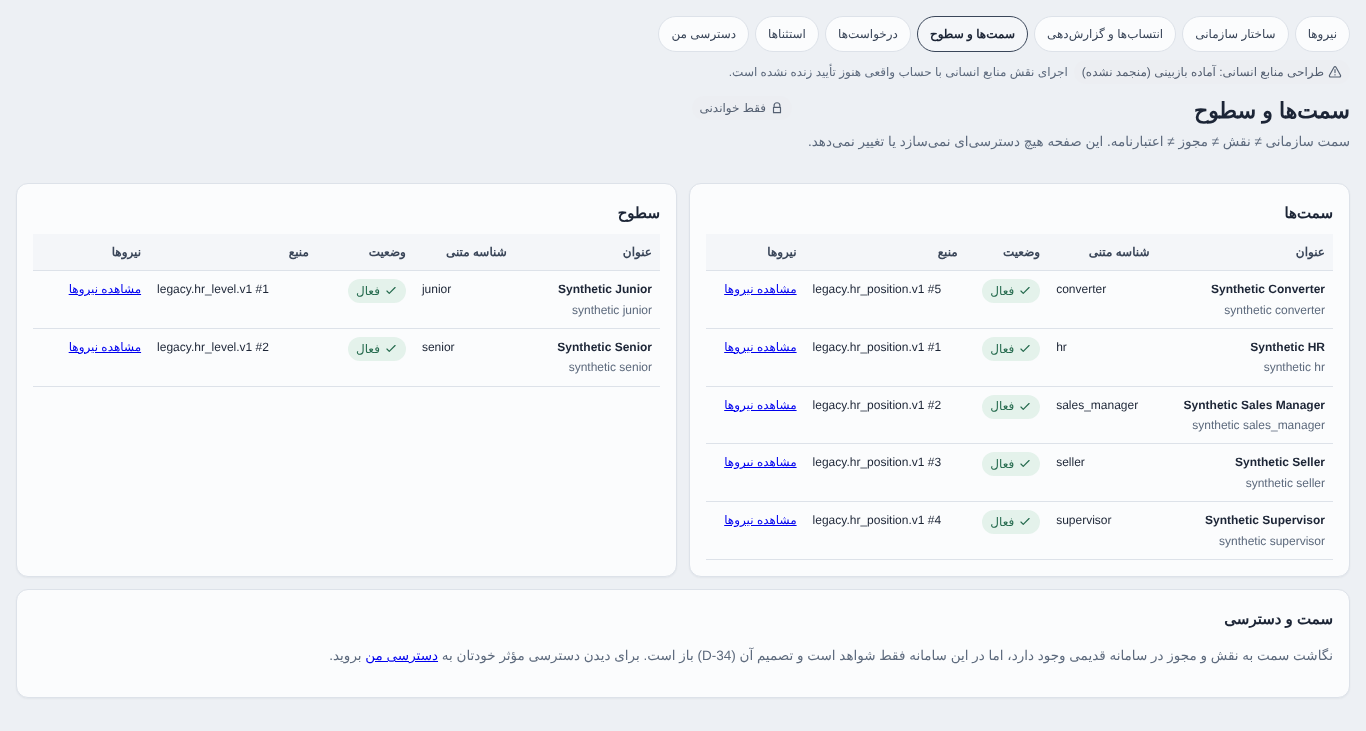 نیروها
ساختار سازمانی
انتساب‌ها و گزارش‌دهی
سمت‌ها و سطوح
درخواست‌ها
استثناها
دسترسی من
طراحی منابع انسانی: آماده بازبینی (منجمد نشده) اجرای نقش منابع انسانی با حساب واقعی هنوز تأیید زنده نشده است.
سمت‌ها و سطوح
فقط خواندنی
سمت سازمانی ≠ نقش ≠ مجوز ≠ اعتبارنامه. این صفحه هیچ دسترسی‌ای نمی‌سازد یا تغییر نمی‌دهد.
سمت‌ها
عنوان شناسه متنی وضعیت منبع نیروها
Synthetic Converter converter فعال legacy.hr_position.v1 #5 مشاهده نیروها
synthetic converter
Synthetic HR hr فعال legacy.hr_position.v1 #1 مشاهده نیروها
synthetic hr
Synthetic Sales Manager sales_manager فعال legacy.hr_position.v1 #2 مشاهده نیروها
synthetic sales_manager
Synthetic Seller seller فعال legacy.hr_position.v1 #3 مشاهده نیروها
synthetic seller
Synthetic Supervisor supervisor فعال legacy.hr_position.v1 #4 مشاهده نیروها
synthetic supervisor
سطوح
عنوان شناسه متنی وضعیت منبع نیروها
Synthetic Junior junior فعال legacy.hr_level.v1 #1 مشاهده نیروها
synthetic junior
Synthetic Senior senior فعال legacy.hr_level.v1 #2 مشاهده نیروها
synthetic senior
سمت و دسترسی
نگاشت سمت به نقش و مجوز در سامانه قدیمی وجود دارد، اما در این سامانه فقط شواهد است و تصمیم آن (D-34) باز است. برای دیدن دسترسی مؤثر خودتان به دسترسی من بروید.